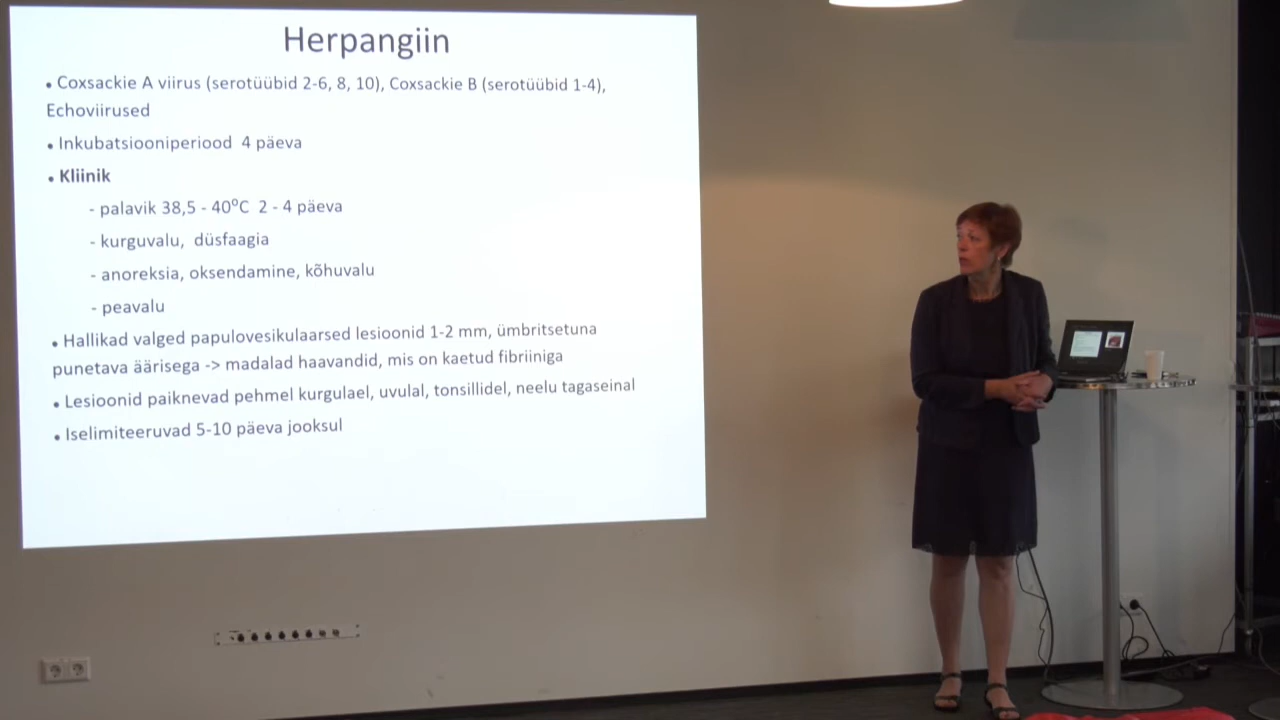 Herpangiin
• Coxsackie A viirus (serotüübid 2-6, 8, 10), Coxsackie B (serotüübid 1-4),
Echoviirused
• Inkubatsiooniperiood 4 päeva
• Kliinik
- palavik 38,5 - 40⁰C 2 - 4 päeva
- kurguvalu, düsfaagia
- anoreksia, oksendamine, kõhuvalu
- peavalu
• Hallikad valged papulovesikulaarsed lesioonid 1-2 mm, ümbritsetuna
punetava äärisega -> madalad haavandid, mis on kaetud fibriiniga
• Lesioonid paiknevad pehmel kurgulael, uvulal, tonsillidel, neelu tagaseinal
• Iselimiteeruvad 5-10 päeva jooksul